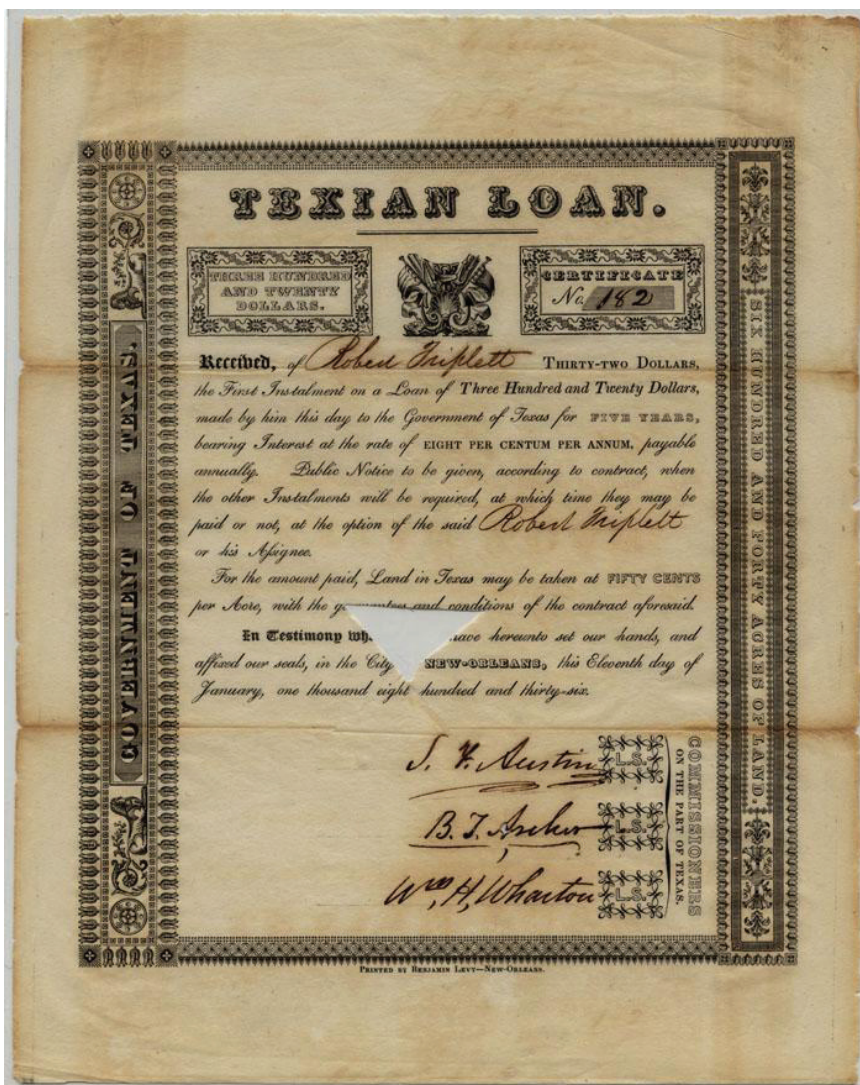 TEXIAN LOAN.
THREE HUNDRED
AND TWENTY
DOLLARS.
CERTIFICATE
No. 182
Received, of Robert Triplett THIRTY-TWO DOLLARS,
the First Instalment on a Loan of Three Hundred and Twenty Dollars,
made by him this day to the Government of Texas for FIVE YEARS,
bearing Interest at the rate of EIGHT PER CENTUM PER ANNUM, payable
annually. Public Notice to be given, according to contract, when
the other Instalments will be required, at which time they may be
paid or not, at the option of the said Robert Triplett
or his Assignee.
For the amount paid, Land in Texas may be taken at FIFTY CENTS
per Acre, with the guarantees and conditions of the contract aforesaid.
In Testimony have hereunto set our hands, and
affixed our seals, in the City NEW-ORLEANS, this Eleventh day of
January, one thousand eight hundred and thirty-six.
S. F. Austin L.S.
B. T. Archer L.S.
Wm. H. Wharton L.S.
COMMISSIONERS
ON THE PART OF TEXAS.
GOVERNMENT OF TEXAS.
SIX HUNDRED AND FORTY ACRES OF LAND.
PRINTED BY BENJAMIN LEVY—NEW-ORLEANS.